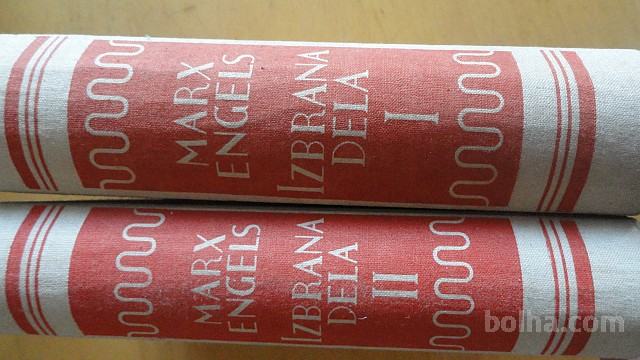 MARX
ENGELS
IZBRANA
DELA
I
MARX
ENGELS
IZBRANA
DELA
II
bolha.com